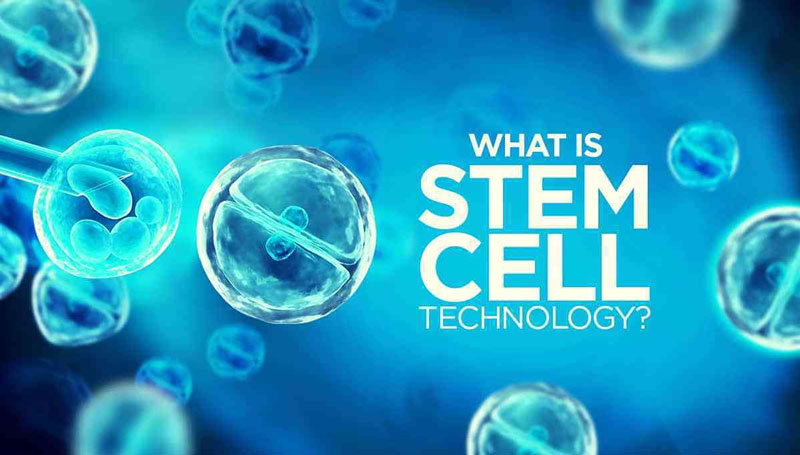 WHAT IS
STEM
CELL
TECHNOLOGY?